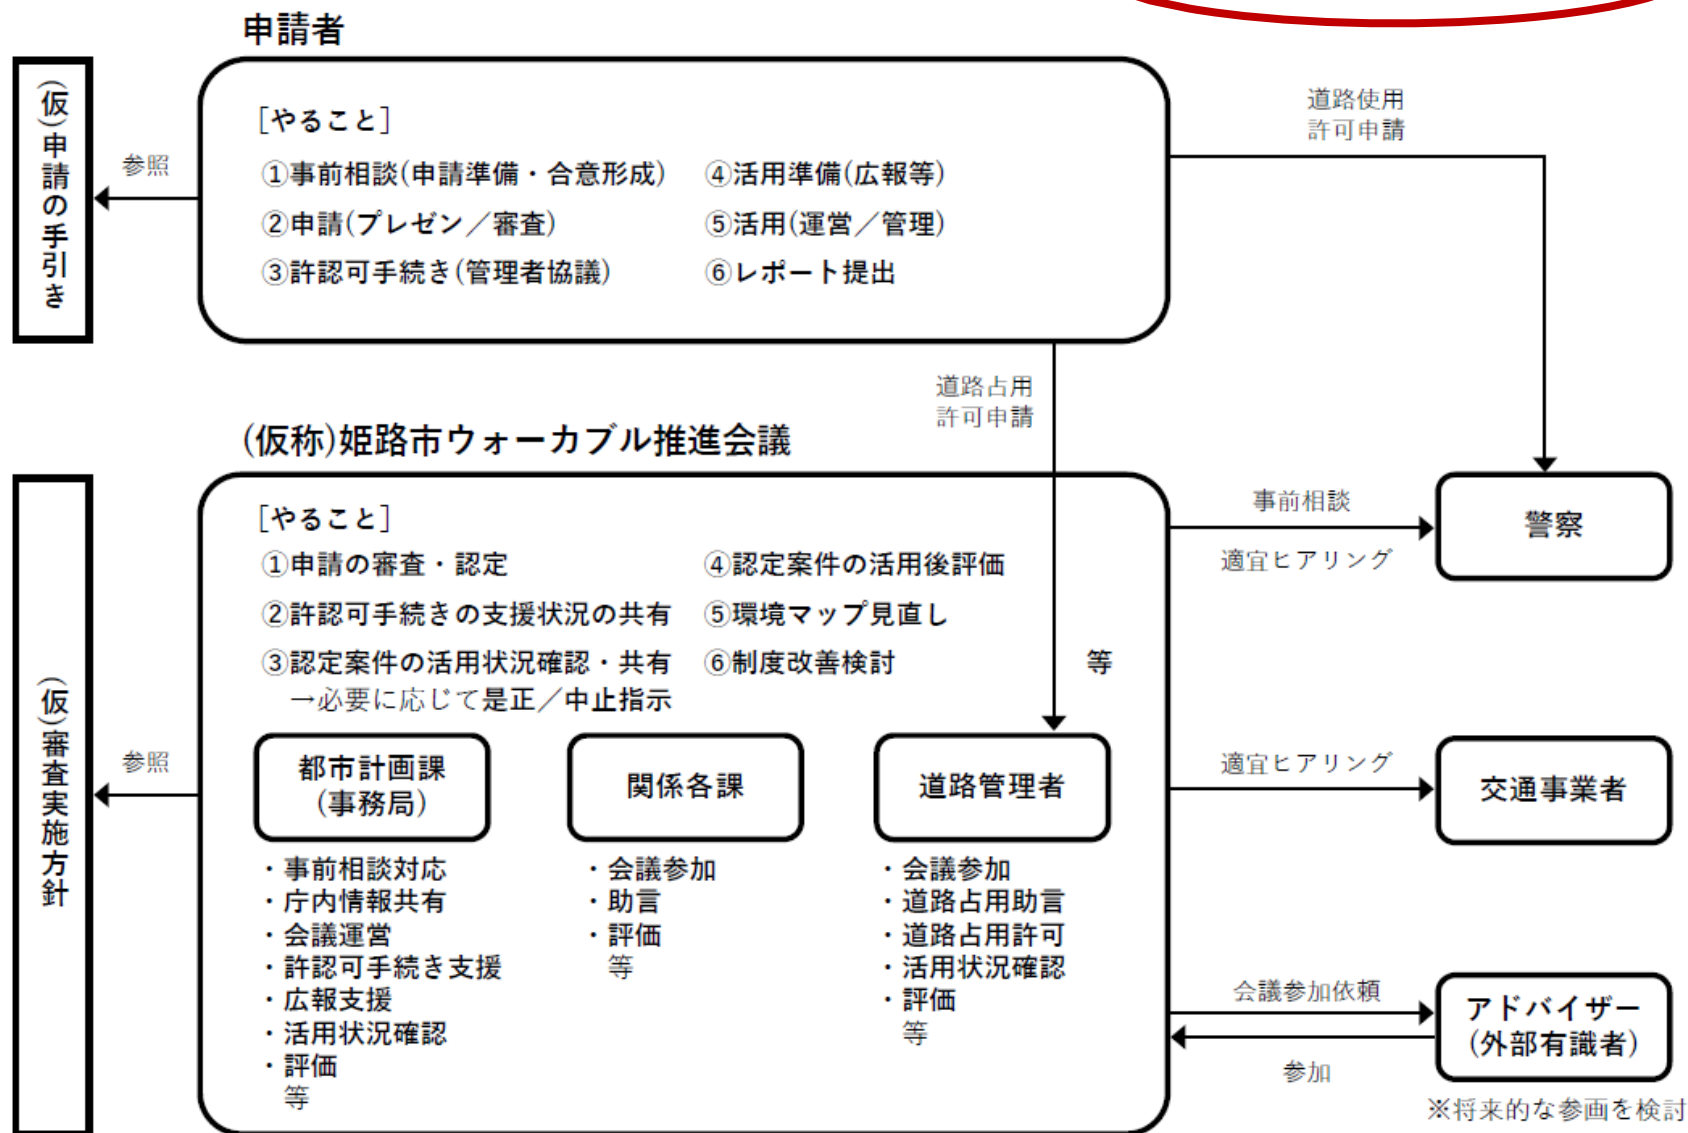 申請者
(仮)申請の手引き
参照
[やること]
①事前相談(申請準備・合意形成)
②申請(プレゼン／審査)
③許認可手続き(管理者協議)
④活用準備(広報等)
⑤活用(運営／管理)
⑥レポート提出
道路使用
許可申請
道路占用
許可申請
(仮称)姫路市ウォーカブル推進会議
(仮)審査実施方針
参照
[やること]
①申請の審査・認定
②許認可手続きの支援状況の共有
③認定案件の活用状況確認・共有
→必要に応じて是正／中止指示
④認定案件の活用後評価
⑤環境マップ見直し
⑥制度改善検討
等
都市計画課
(事務局)
・事前相談対応
・庁内情報共有
・会議運営
・許認可手続き支援
・広報支援
・活用状況確認
・評価
等
関係各課
・会議参加
・助言
・評価
等
道路管理者
・会議参加
・道路占用助言
・道路占用許可
・活用状況確認
・評価
等
事前相談
適宜ヒアリング
警察
適宜ヒアリング
交通事業者
会議参加依頼
参加
アドバイザー
(外部有識者)
※将来的な参画を検討